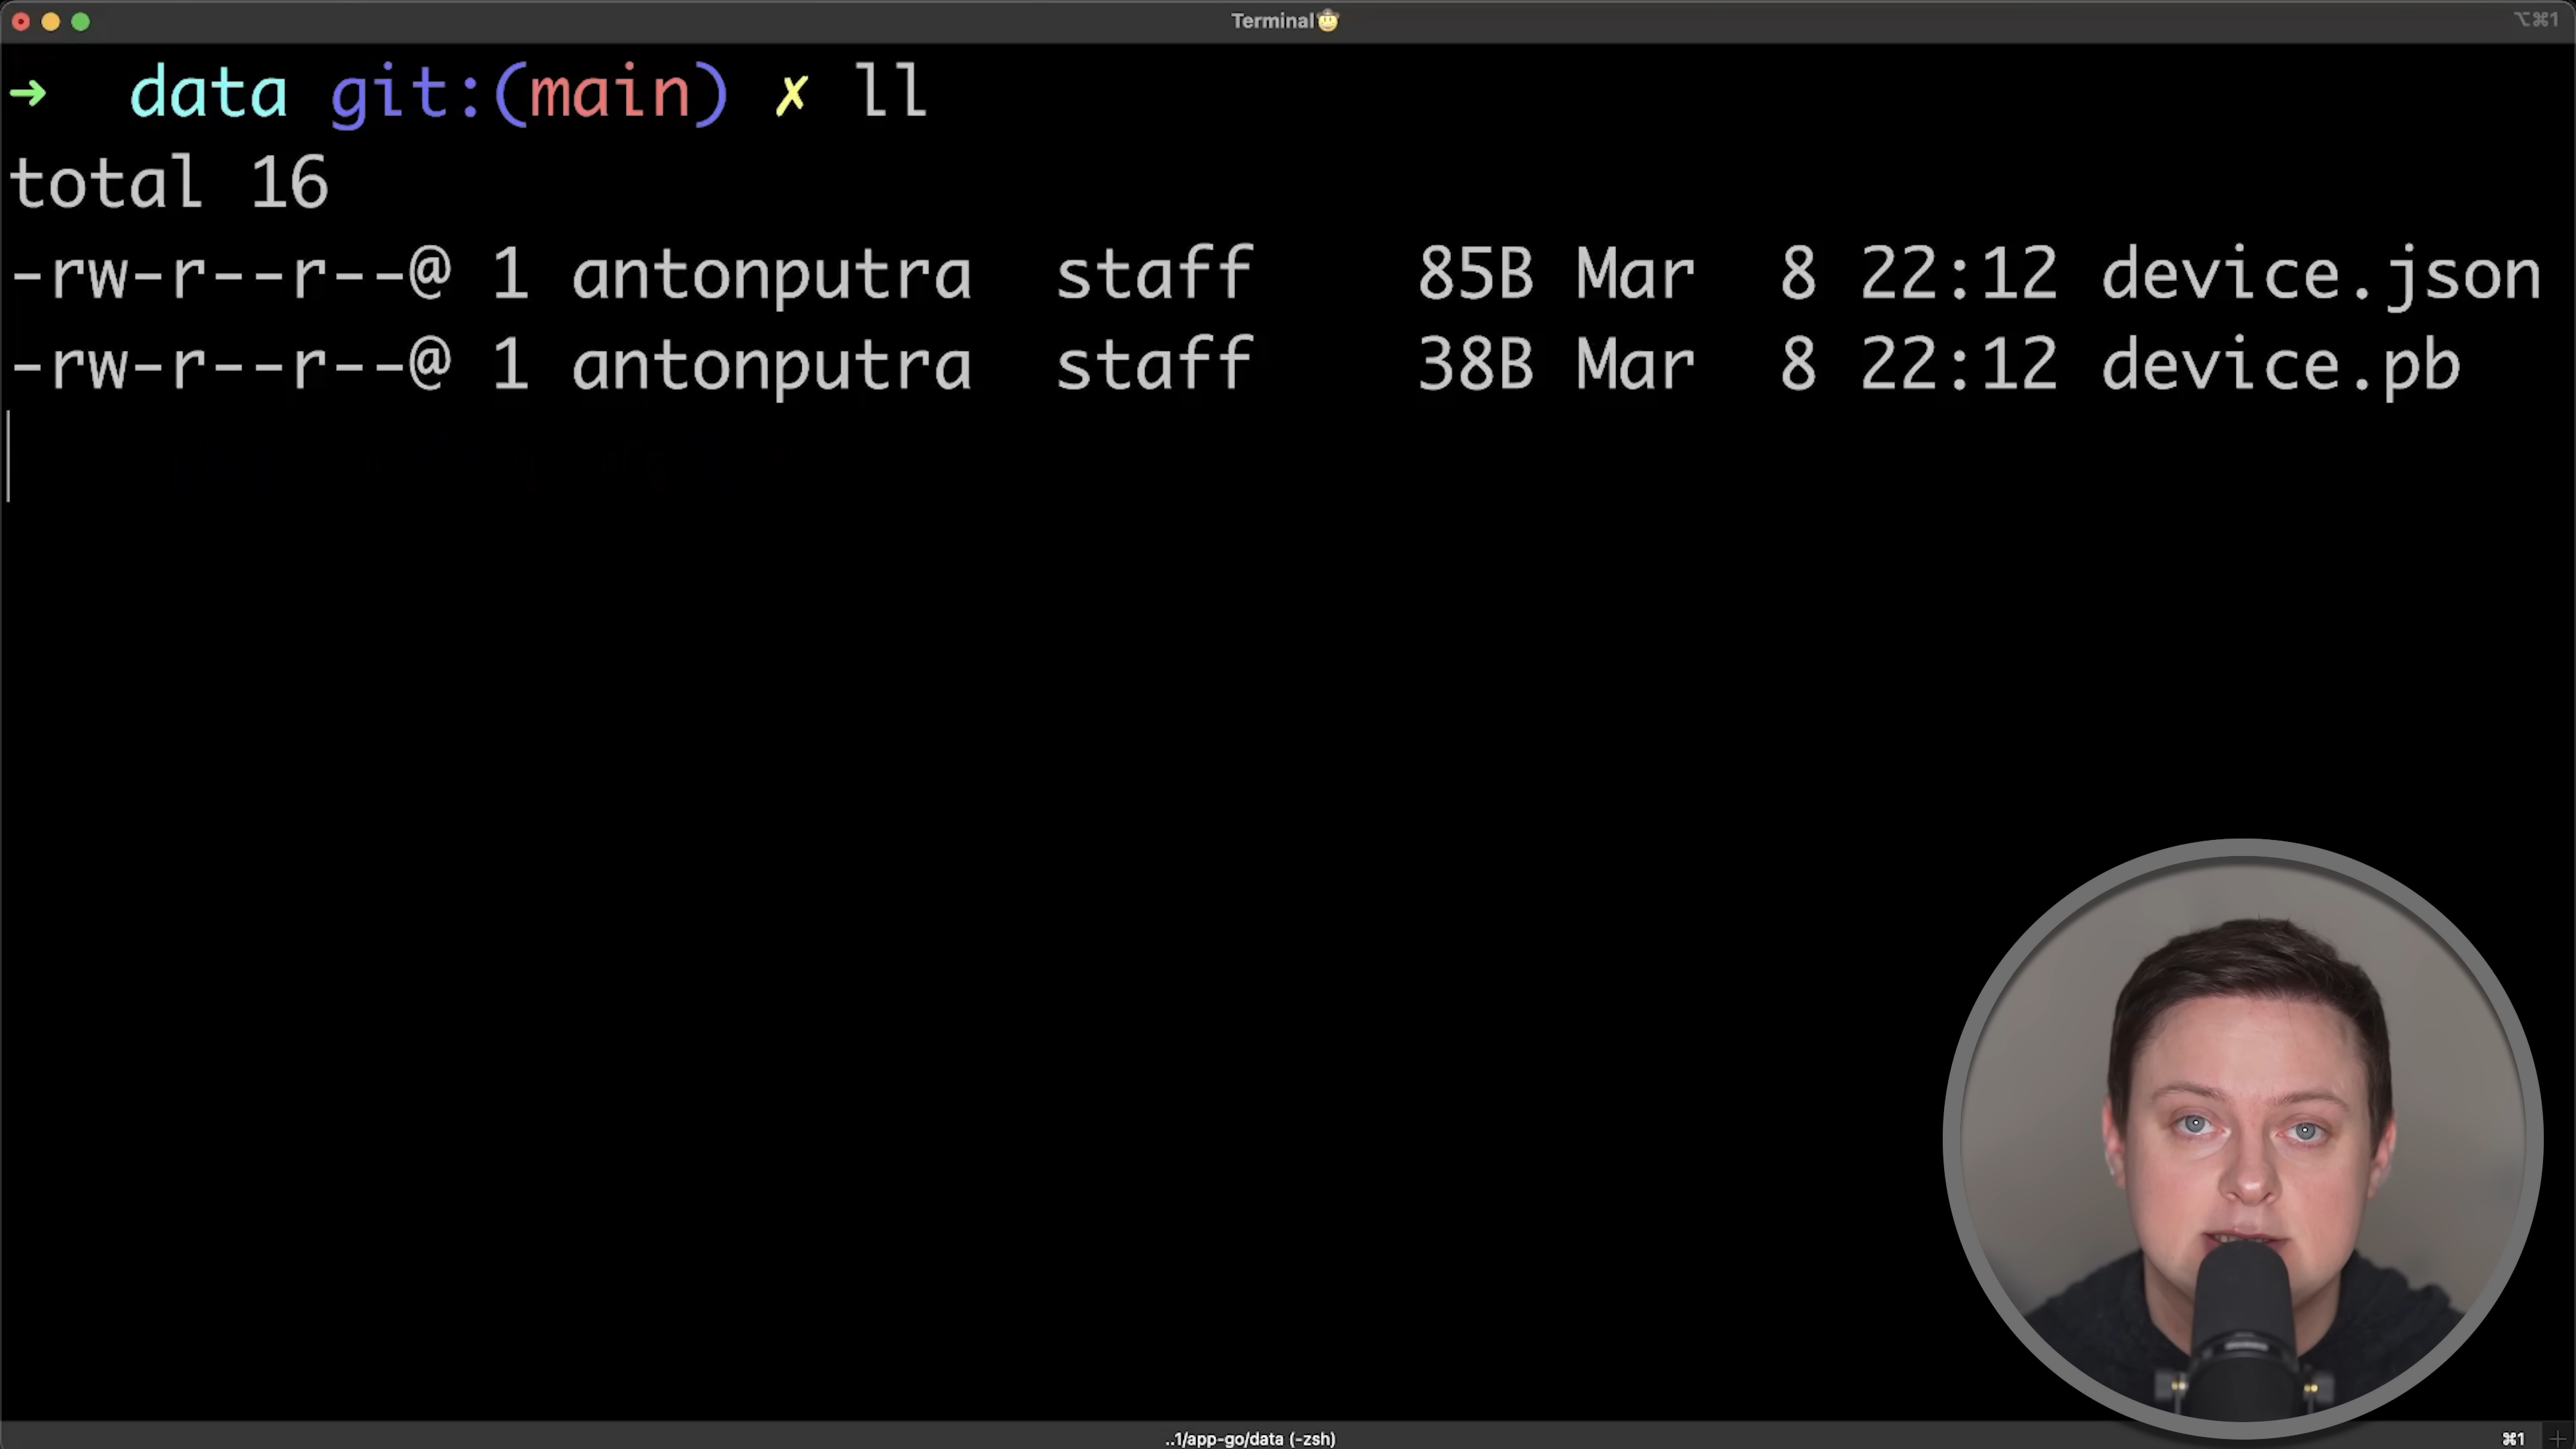 Terminal🤠
⌥⌘1
➜  data git:(main) ✗ ll
total 16
-rw-r--r--@ 1 antonputra  staff    85B Mar  8 22:12 device.json
-rw-r--r--@ 1 antonputra  staff    38B Mar  8 22:12 device.pb
..1/app-go/data (-zsh)
⌘1